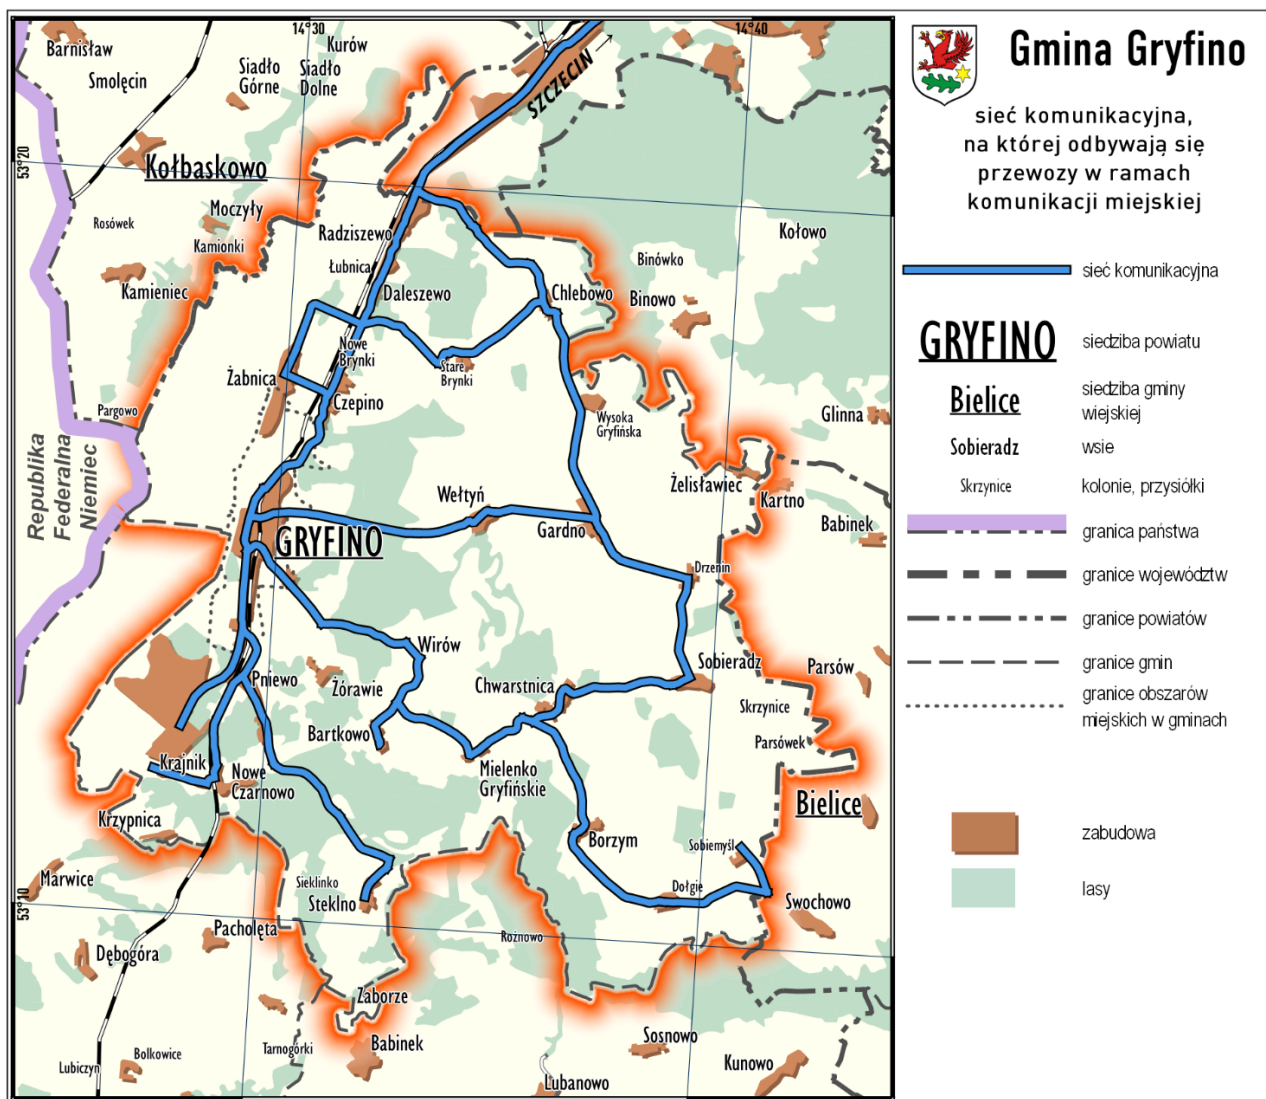 14°30
14°40
53°20
53°10
Barnisław
Smolęcin
Siadło
Górne
Kurów
Siadło
Dolne
SZCZECIN
Kołbaskowo
Rosówek
Moczyły
Kamionki
Kamieniec
Radziszewo
Łubnica
Daleszewo
Binówko
Kołowo
Chlebowo
Binowo
Nowe
Brynki
Stare
Brynki
Żabnica
Czepino
Pargowo
Wysoka
Gryfińska
Glinna
Republika
Federalna
Niemiec
Wełtyń
Gardno
Żelisławiec
Kartno
Babinek
GRYFINO
Drzenin
Wirów
Sobieradz
Parsów
Pniewo
Żórawie
Chwarstnica
Skrzynice
Bartkowo
Parsówek
Krajnik
Nowe
Czarnowo
Mielenko
Gryfińskie
Bielice
Krzypnica
Borzym
Sobiemyśl
Marwice
Sieklinko
Steklno
Dołgie
Swochowo
Pacholęta
Dębogóra
Rożnowo
Zaborze
Babinek
Tarnogórki
Sosnowo
Kunowo
Bolkowice
Lubiczyn
Lubanowo
Gmina Gryfino
sieć komunikacyjna,
na której odbywają się
przewozy w ramach
komunikacji miejskiej
sieć komunikacyjna
GRYFINO siedziba powiatu
Bielice siedziba gminy
wiejskiej
Sobieradz wsie
Skrzynice kolonie, przysiółki
granica państwa
granice województw
granice powiatów
granice gmin
granice obszarów
miejskich w gminach
zabudowa
lasy